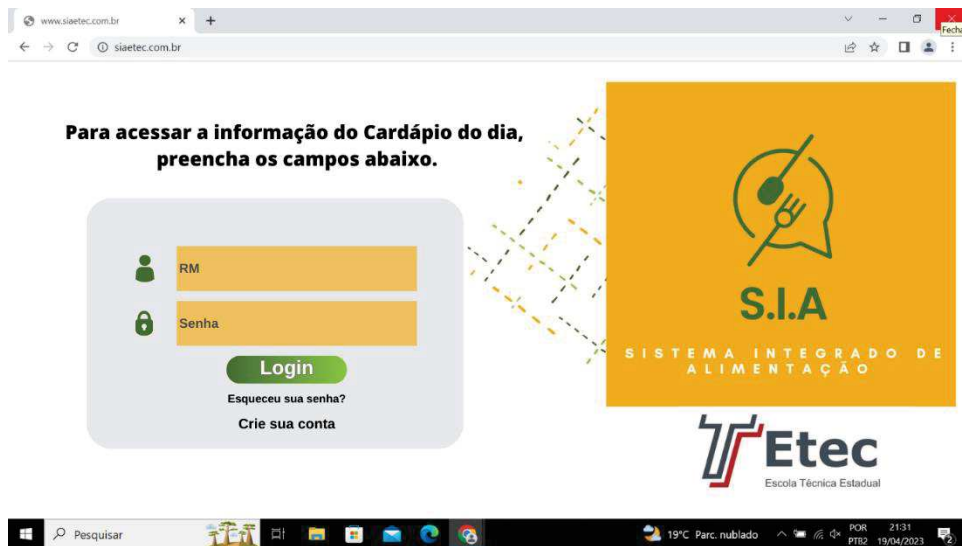 www.siaetec.com.br
Fecha
siaetec.com.br
Para acessar a informação do Cardápio do dia,
preencha os campos abaixo.
RM
Senha
Login
Esqueceu sua senha?
Crie sua conta
S.I.A
SISTEMA INTEGRADO DE
ALIMENTAÇÃO
Etec
Escola Técnica Estadual
Pesquisar
19°C Parc. nublado
POR
PTB2
21:31
19/04/2023
2